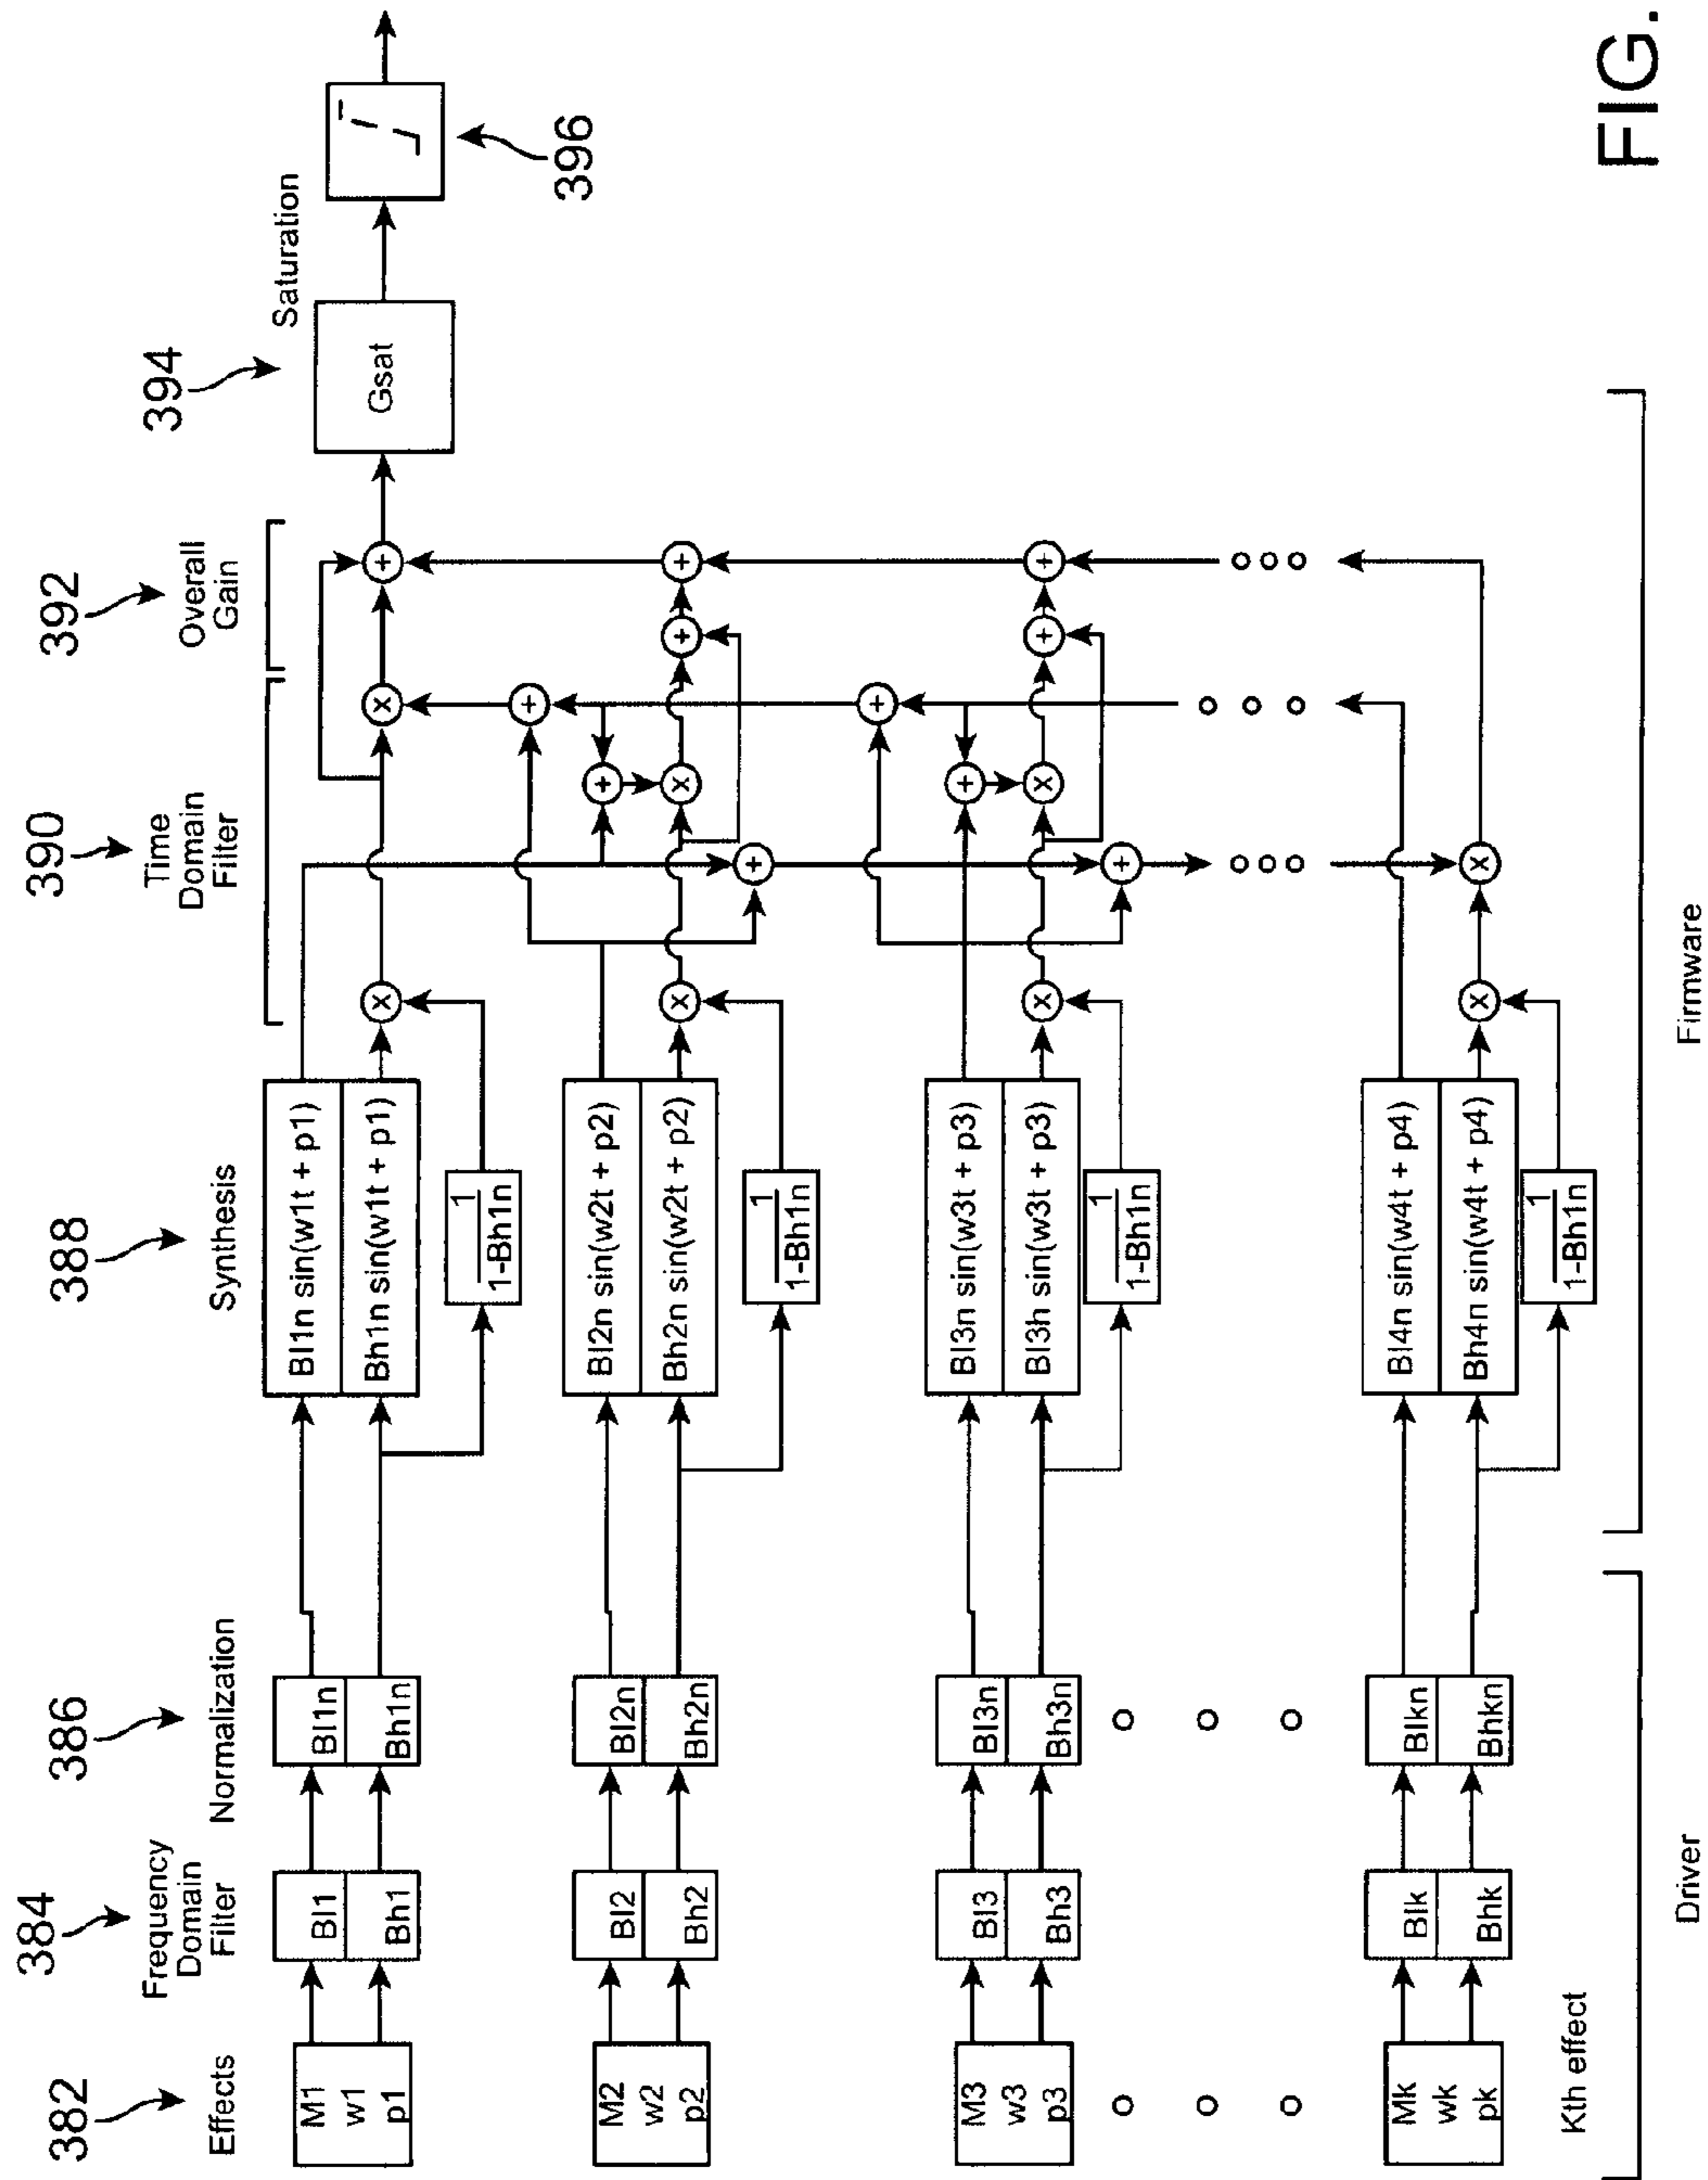 382
384
386
388
390
392
394
396
Effects
Frequency
Domain
Filter
Normalization
Synthesis
Time
Domain
Filter
Overall
Gain
Saturation
M1
w1
p1
Bl1
Bh1
Bl1n
Bh1n
Bl1n sin(w1t + p1)
Bh1n sin(w1t + p1)
1
1-Bh1n
x
x
+
Gsat
+
M2
w2
p2
Bl2
Bh2
Bl2n
Bh2n
Bl2n sin(w2t + p2)
Bh2n sin(w2t + p2)
1
1-Bh1n
x
+
+
x
+
+
M3
w3
p3
Bl3
Bh3
Bl3n
Bh3n
Bl3n sin(w3t + p3)
Bl3h sin(w3t + p3)
1
1-Bh1n
x
+
+
x
+
+
+
Mk
wk
pk
Blk
Bhk
Blkn
Bhkn
Bl4n sin(w4t + p4)
Bh4n sin(w4t + p4)
1
1-Bh1n
x
x
Kth effect
Driver
Firmware
FIG.